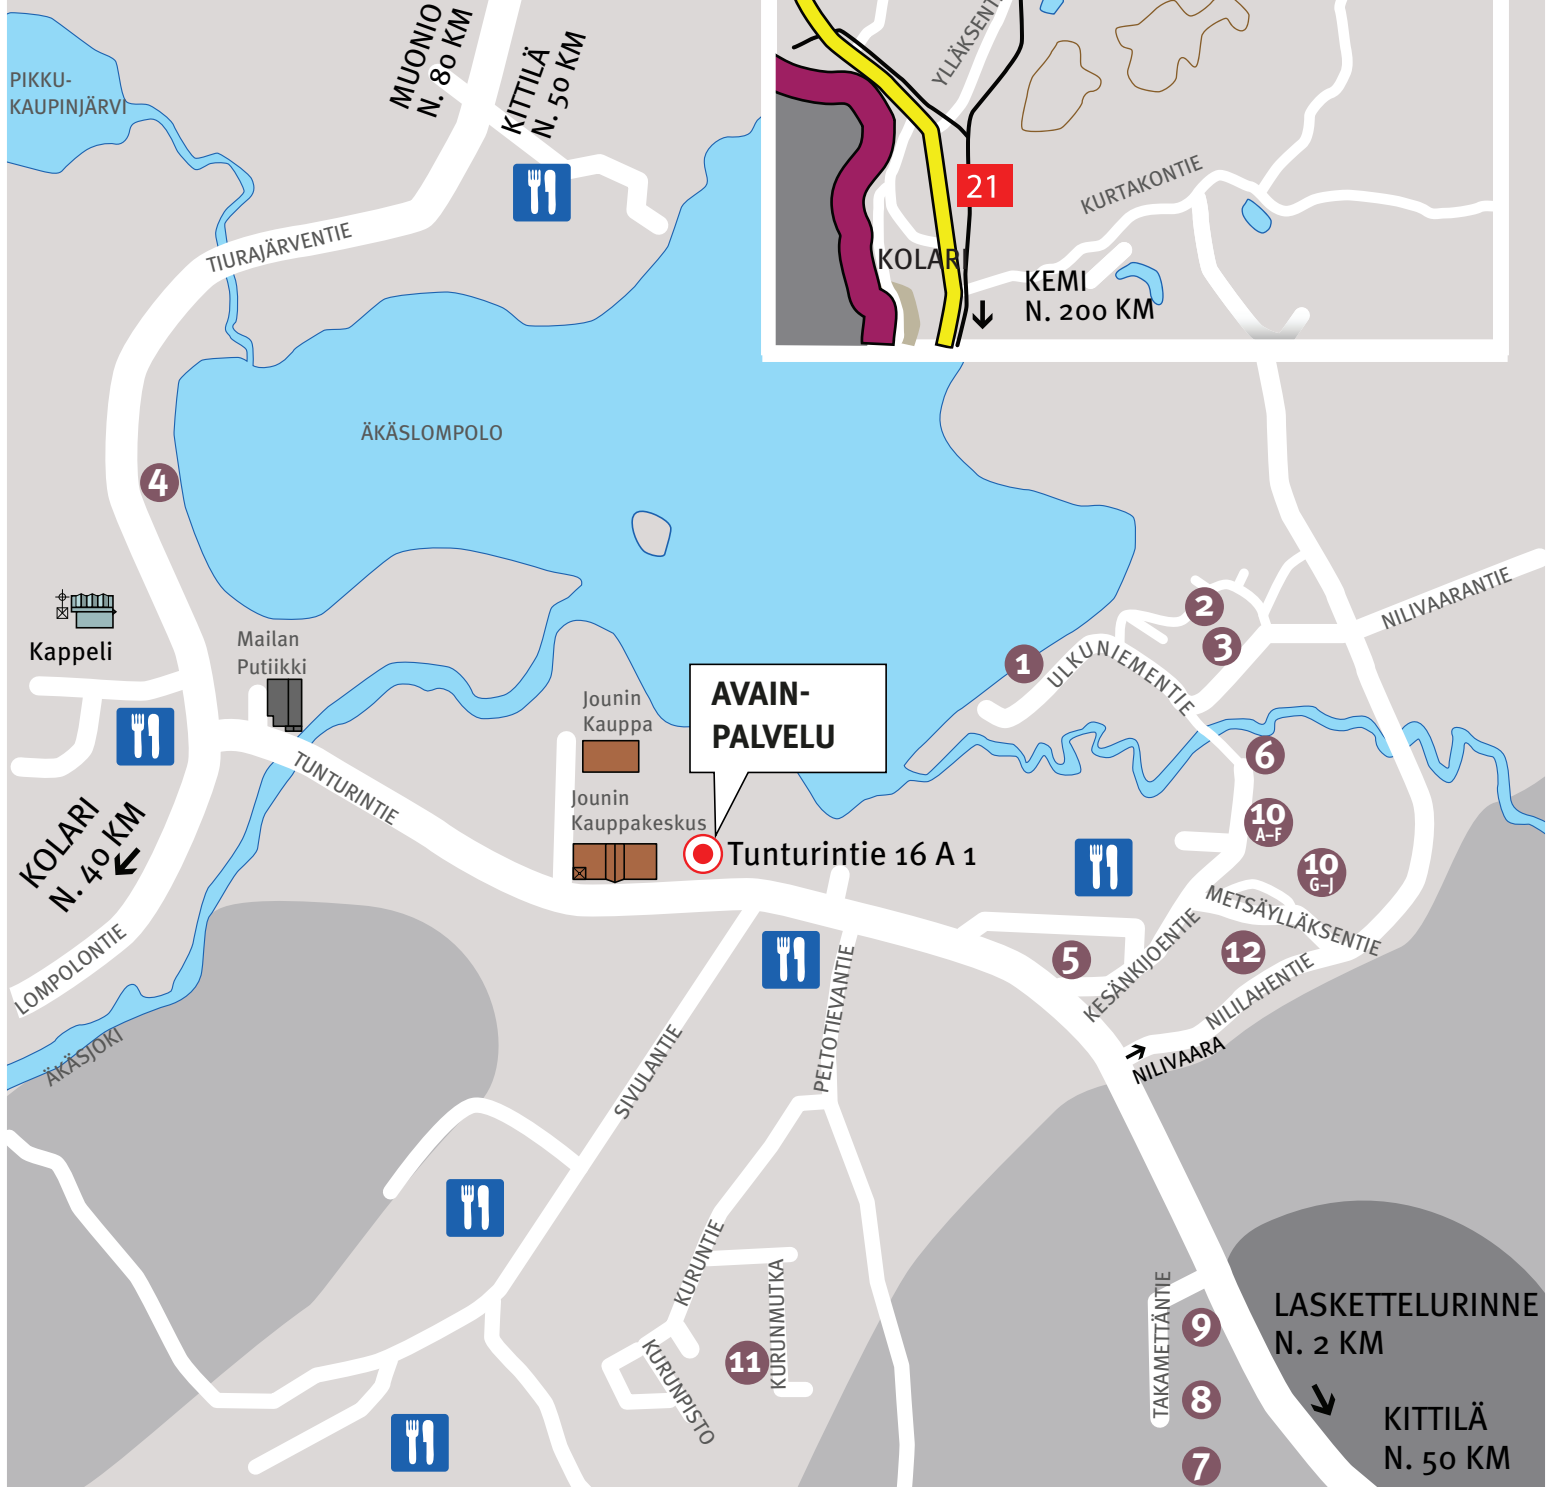 MUONIO
N. 80 KM
KITTILÄ
N. 50 KM
PIKKU-
KAUPINJÄRVI
TIURAJÄRVENTIE
YLLÄKSENTI
21
KURTAKONTIE
KOLARI
KEMI
N. 200 KM
ÄKÄSLOMPOLO
4
Kappeli
Mailan
Putiikki
Jounin
Kauppa
AVAIN-
PALVELU
Jounin
Kauppakeskus
Tunturintie 16 A 1
1
2
3
ULKUNIEMENTIE
NILIVAARANTIE
6
10
A–F
10
G–J
METSÄYLLÄKSENTIE
12
5
KESÄNKIJOENTIE
NILILAHENTIE
NILIVAARA
TUNTURINTIE
KOLARI
N. 40 KM
LOMPOLONTIE
ÄKÄSJOKI
SIVULANTIE
PELTOTIEVANTIE
KURUNTIE
KURUNMUTKA
KURUNPISTO
11
TAKAMETTÄNTIE
9
8
7
LASKETTELURINNE
N. 2 KM
KITTILÄ
N. 50 KM